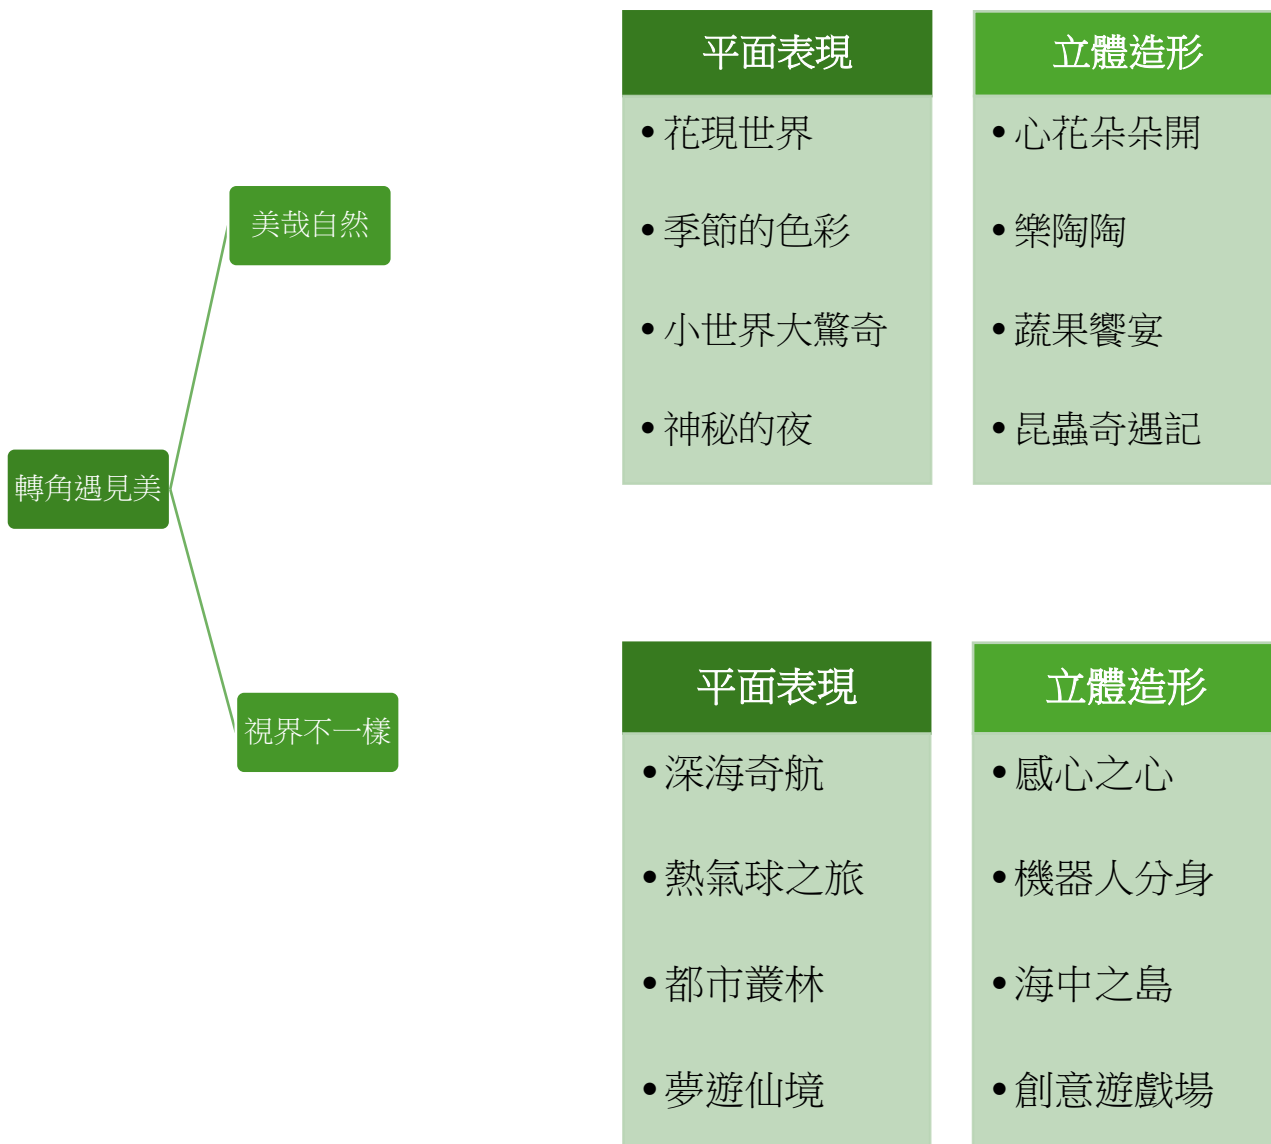 轉角遇見美
美哉自然
平面表現
•花現世界
•季節的色彩
•小世界大驚奇
•神秘的夜
立體造形
•心花朵朵開
•樂陶陶
•蔬果饗宴
•昆蟲奇遇記
視界不一樣
平面表現
•深海奇航
•熱氣球之旅
•都市叢林
•夢遊仙境
立體造形
•感心之心
•機器人分身
•海中之島
•創意遊戲場